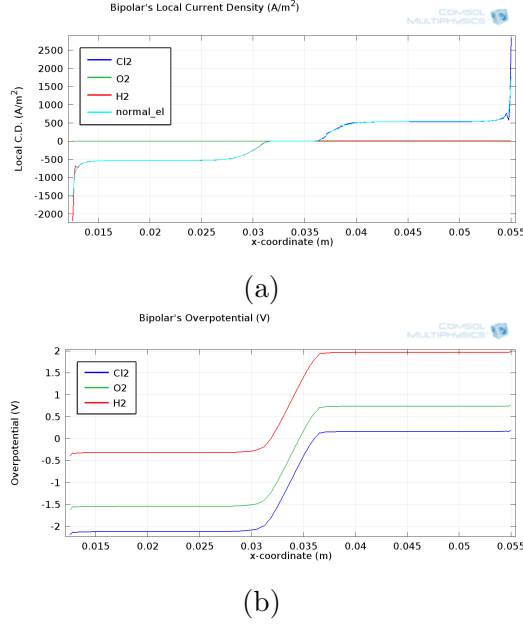 Bipolar's Local Current Density (A/m²)
COMSOL
MULTIPHYSICS®
Local C.D. (A/m²)
2500
2000
1500
1000
500
0
-500
-1000
-1500
-2000
Cl2
O2
H2
normal_el
0.015 0.02 0.025 0.03 0.035 0.04 0.045 0.05 0.055
x-coordinate (m)
(a)
Bipolar's Overpotential (V)
COMSOL
MULTIPHYSICS®
Overpotential (V)
2
1.5
1
0.5
0
-0.5
-1
-1.5
-2
Cl2
O2
H2
0.015 0.02 0.025 0.03 0.035 0.04 0.045 0.05 0.055
x-coordinate (m)
(b)